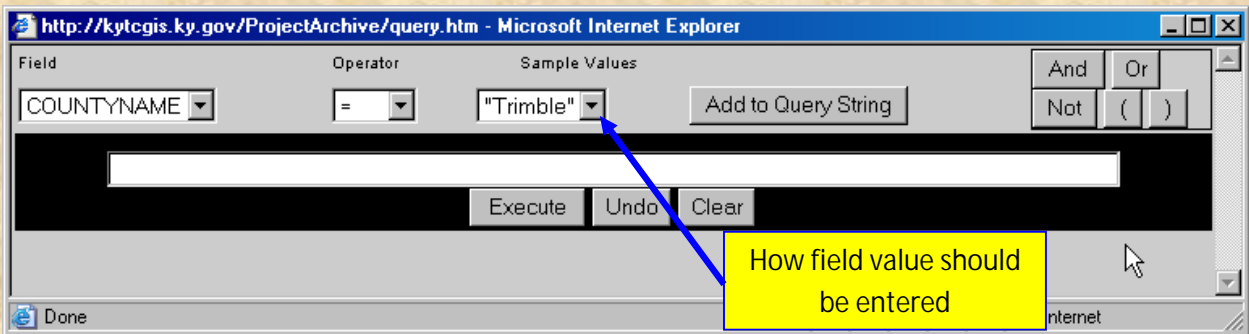 http://kytcgis.ky.gov/ProjectArchive/query.htm - Microsoft Internet Explorer
Field Operator Sample Values
And Or
COUNTYNAME = "Trimble" Add to Query String
Not ( )
Execute Undo Clear
How field value should
be entered
Done nternet